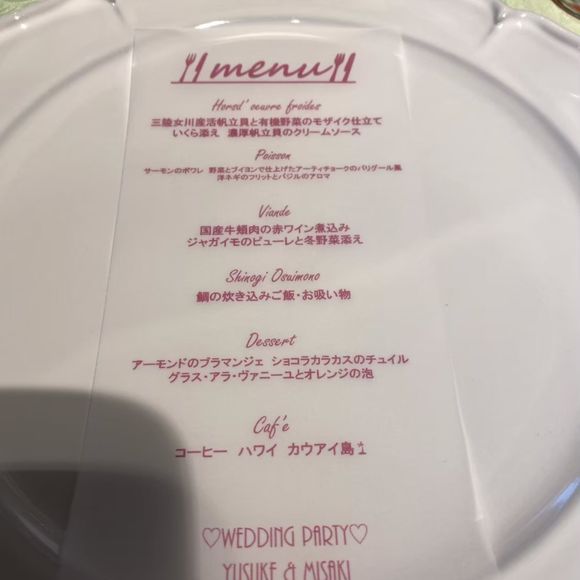 menu
Horsd' oeuvre froides
三陸女川産活帆立貝と有機野菜のモザイク仕立て
いくら添え 濃厚帆立貝のクリームソース
Poisson
サーモンのポワレ 野菜とブイヨンで仕上げたアーティチョークのバリグール風
洋ネギのフリットとバジルのアロマ
Viande
国産牛頬肉の赤ワイン煮込み
ジャガイモのピューレと冬野菜添え
Shinogi Osuimono
鯛の炊き込みご飯・お吸い物
Dessert
アーモンドのブラマンジェ ショコラカラカスのチュイル
グラス・アラ・ヴァニーユとオレンジの泡
Caf'e
コーヒー ハワイ カウアイ島
♡WEDDING PARTY♡
YUSUKE & MISAKI